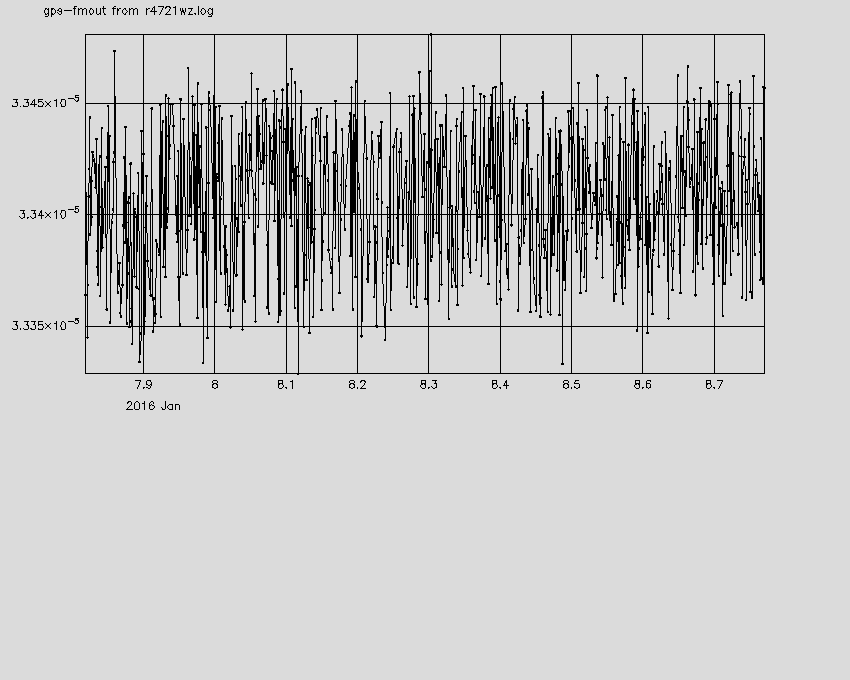 gps-fmout from r4721wz.log
3.345×10⁻⁵
3.34×10⁻⁵
3.335×10⁻⁵
7.9 8 8.1 8.2 8.3 8.4 8.5 8.6 8.7
2016 Jan